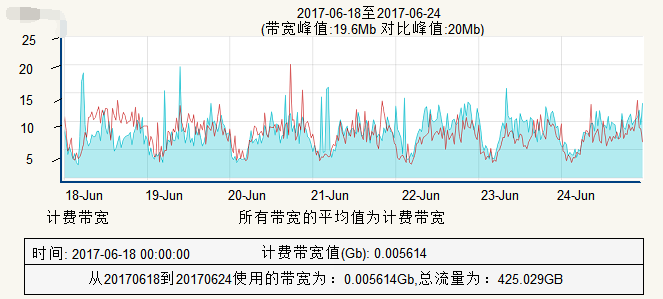 2017-06-18至2017-06-24
(带宽峰值:19.6Mb 对比峰值:20Mb)
25
20
15
10
5
18-Jun 19-Jun 20-Jun 21-Jun 22-Jun 23-Jun 24-Jun
计费带宽 所有带宽的平均值为计费带宽
时间: 2017-06-18 00:00:00 计费带宽值(Gb): 0.005614
从20170618到20170624使用的带宽为： 0.005614Gb,总流量为： 425.029GB